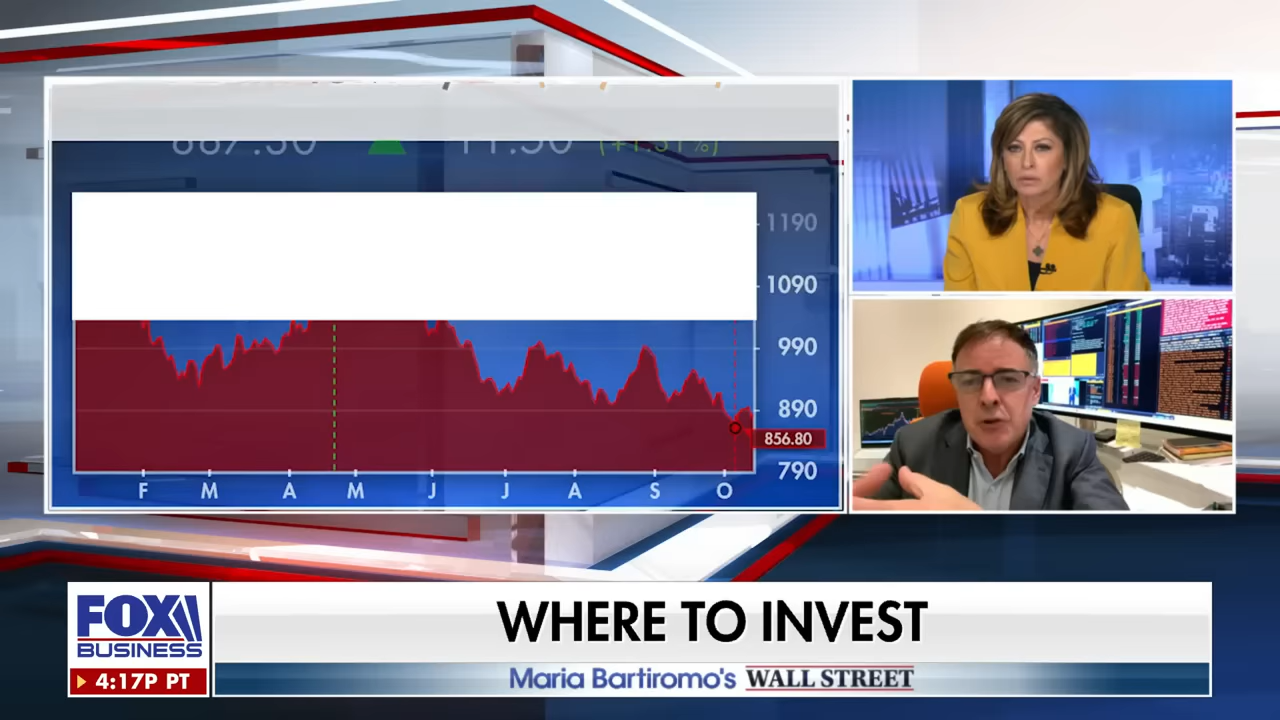 1190
1090
990
890
856.80
790
F M A M J J A S O
WHERE TO INVEST
FOX
BUSINESS
Maria Bartiromo's WALL STREET
4:17P PT